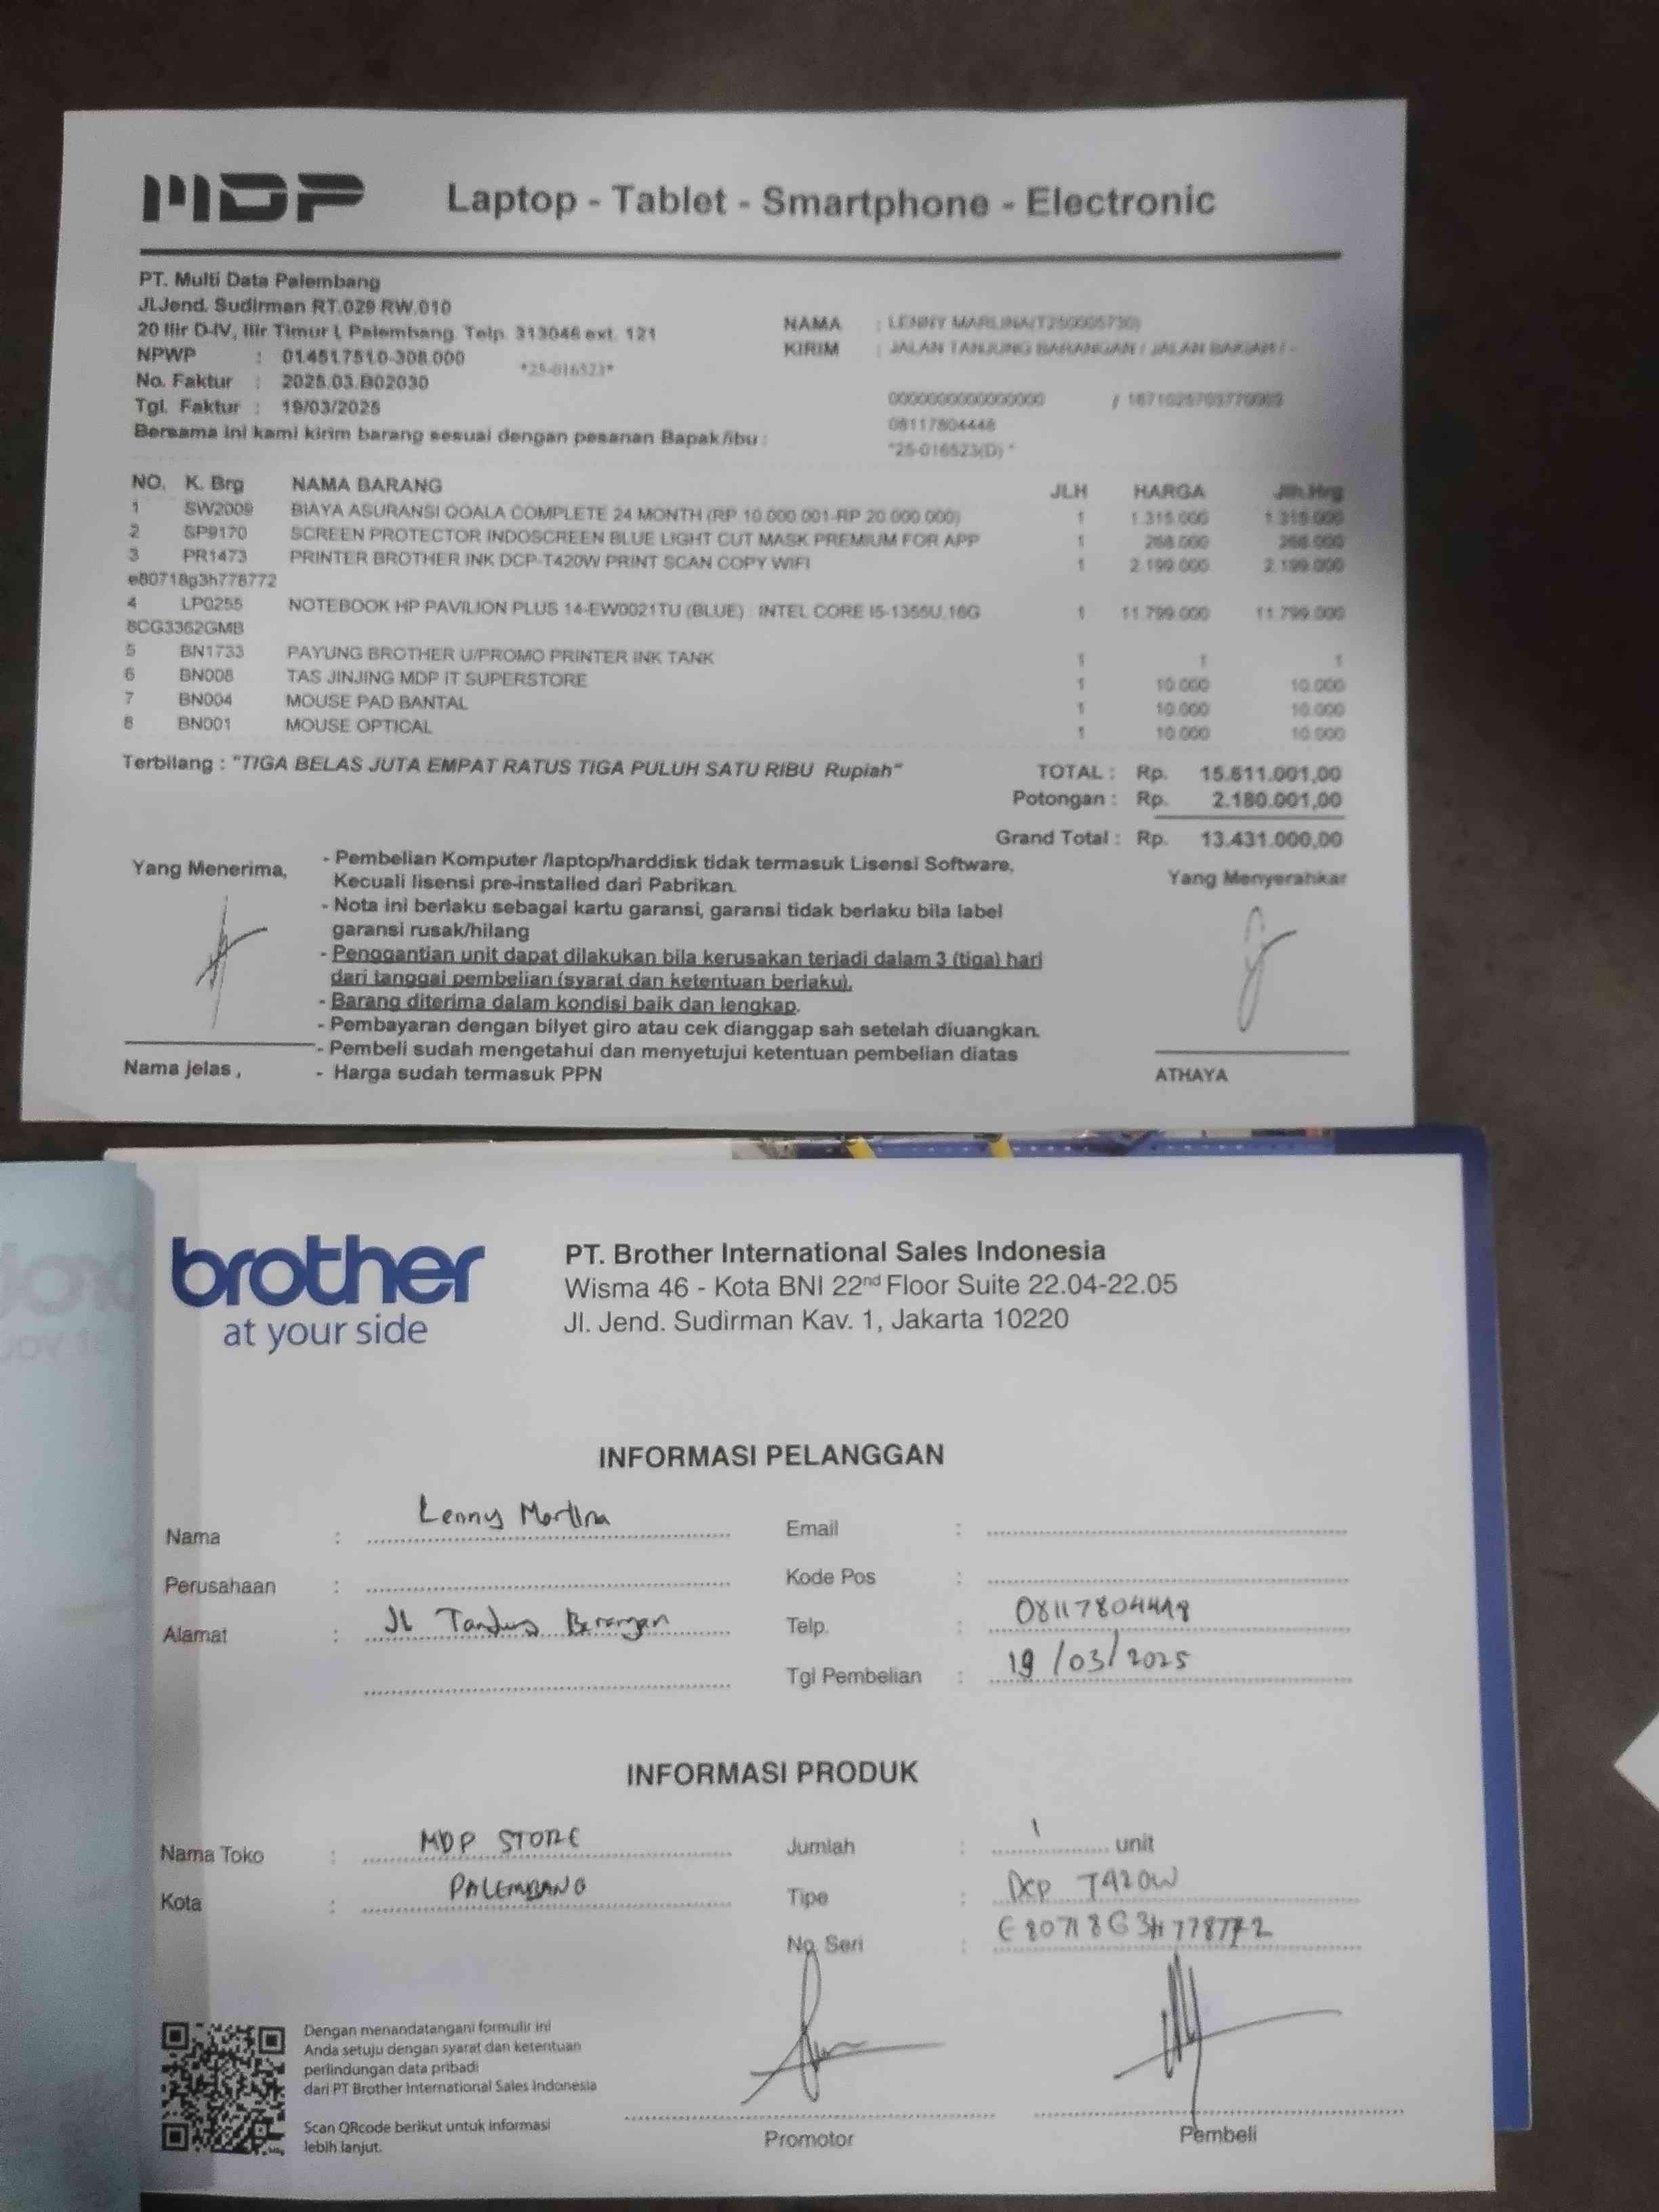 MDP Laptop - Tablet - Smartphone - Electronic
PT. Multi Data Palembang
Jl.Jend. Sudirman RT.029 RW.010
20 Ilir D-IV, Ilir Timur I, Palembang. Telp. 313046 ext. 121
NPWP : 01.451.751.0-308.000
*25-016523*
No. Faktur : 2025.03.B02030
Tgl. Faktur : 19/03/2025
Bersama ini kami kirim barang sesuai dengan pesanan Bapak/ibu :
NAMA : LENNY MARLINA(T250005730)
KIRIM : JALAN TANJUNG BARANGAN / JALAN / -
0000000000000000 /
08117804448
*25-016523(D) *
NO. K. Brg NAMA BARANG JLH HARGA Jlh.Hrg
1 SW2009 BIAYA ASURANSI QOALA COMPLETE 24 MONTH (RP 10.000.001-RP 20.000.000) 1 1.315.000 1.315.000
2 SP9170 SCREEN PROTECTOR INDOSCREEN BLUE LIGHT CUT MASK PREMIUM FOR APP 1 268.000 268.000
3 PR1473 PRINTER BROTHER INK DCP-T420W PRINT SCAN COPY WIFI 1 2.199.000 2.199.000
e80718g3h778772
4 LP0255 NOTEBOOK HP PAVILION PLUS 14-EW0021TU (BLUE) : INTEL CORE I5-1355U,16G 1 11.799.000 11.799.000
8CG3362GMB
5 BN1733 PAYUNG BROTHER U/PROMO PRINTER INK TANK 1 1 1
6 BN008 TAS JINJING MDP IT SUPERSTORE 1 10.000 10.000
7 BN004 MOUSE PAD BANTAL 1 10.000 10.000
8 BN001 MOUSE OPTICAL 1 10.000 10.000
Terbilang : "TIGA BELAS JUTA EMPAT RATUS TIGA PULUH SATU RIBU Rupiah"
TOTAL : Rp. 15.611.001,00
Potongan : Rp. 2.180.001,00
Grand Total : Rp. 13.431.000,00
Yang Menerima,
- Pembelian Komputer /laptop/harddisk tidak termasuk Lisensi Software,
Kecuali lisensi pre-installed dari Pabrikan.
- Nota ini berlaku sebagai kartu garansi, garansi tidak berlaku bila label
garansi rusak/hilang
- Penggantian unit dapat dilakukan bila kerusakan terjadi dalam 3 (tiga) hari
dari tanggal pembelian (syarat dan ketentuan berlaku).
- Barang diterima dalam kondisi baik dan lengkap.
- Pembayaran dengan bilyet giro atau cek dianggap sah setelah diuangkan.
- Pembeli sudah mengetahui dan menyetujui ketentuan pembelian diatas
- Harga sudah termasuk PPN
Nama jelas ,
Yang Menyerahkar
ATHAYA
brother
at your side
PT. Brother International Sales Indonesia
Wisma 46 - Kota BNI 22nd Floor Suite 22.04-22.05
Jl. Jend. Sudirman Kav. 1, Jakarta 10220
INFORMASI PELANGGAN
Nama : Lenny Marlina
Perusahaan :
Alamat : Jl Tanjung Barangan
Email :
Kode Pos :
Telp. : 08117804448
Tgl Pembelian : 19/03/2025
INFORMASI PRODUK
Nama Toko : MDP STORE
Kota : PALEMBANG
Jumlah : 1 unit
Tipe : DCP T420W
No. Seri : E80718G3H778772
Dengan menandatangani formulir ini
Anda setuju dengan syarat dan ketentuan
perlindungan data pribadi
dari PT Brother International Sales Indonesia
Scan QRcode berikut untuk informasi
lebih lanjut.
Promotor
Pembeli